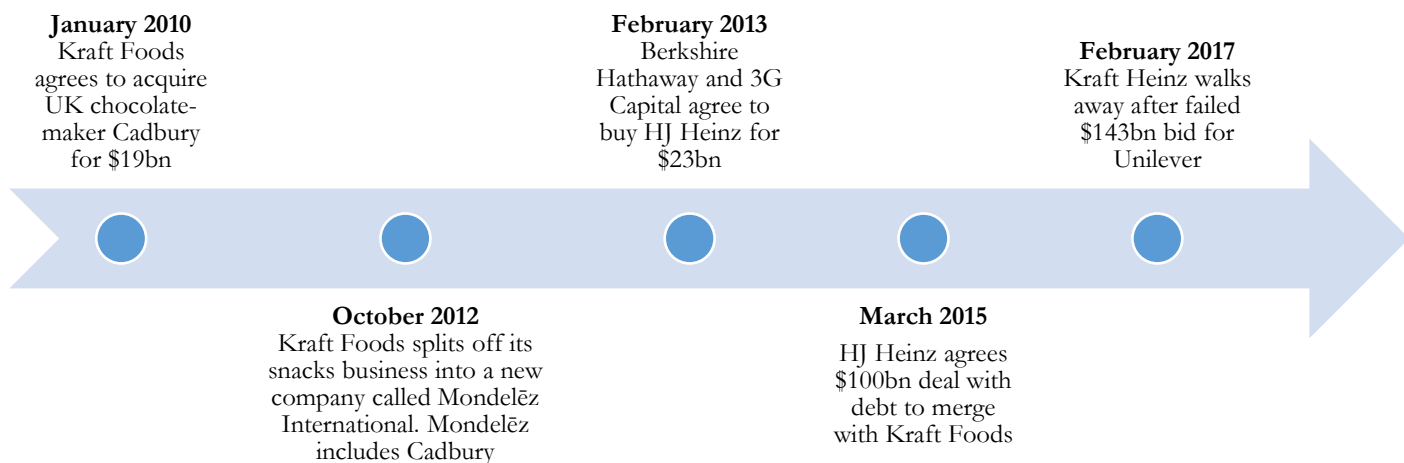 January 2010
Kraft Foods
agrees to acquire
UK chocolate-
maker Cadbury
for $19bn
October 2012
Kraft Foods splits off its
snacks business into a new
company called Mondelēz
International. Mondelēz
includes Cadbury
February 2013
Berkshire
Hathaway and 3G
Capital agree to
buy HJ Heinz for
$23bn
March 2015
HJ Heinz agrees
$100bn deal with
debt to merge
with Kraft Foods
February 2017
Kraft Heinz walks
away after failed
$143bn bid for
Unilever